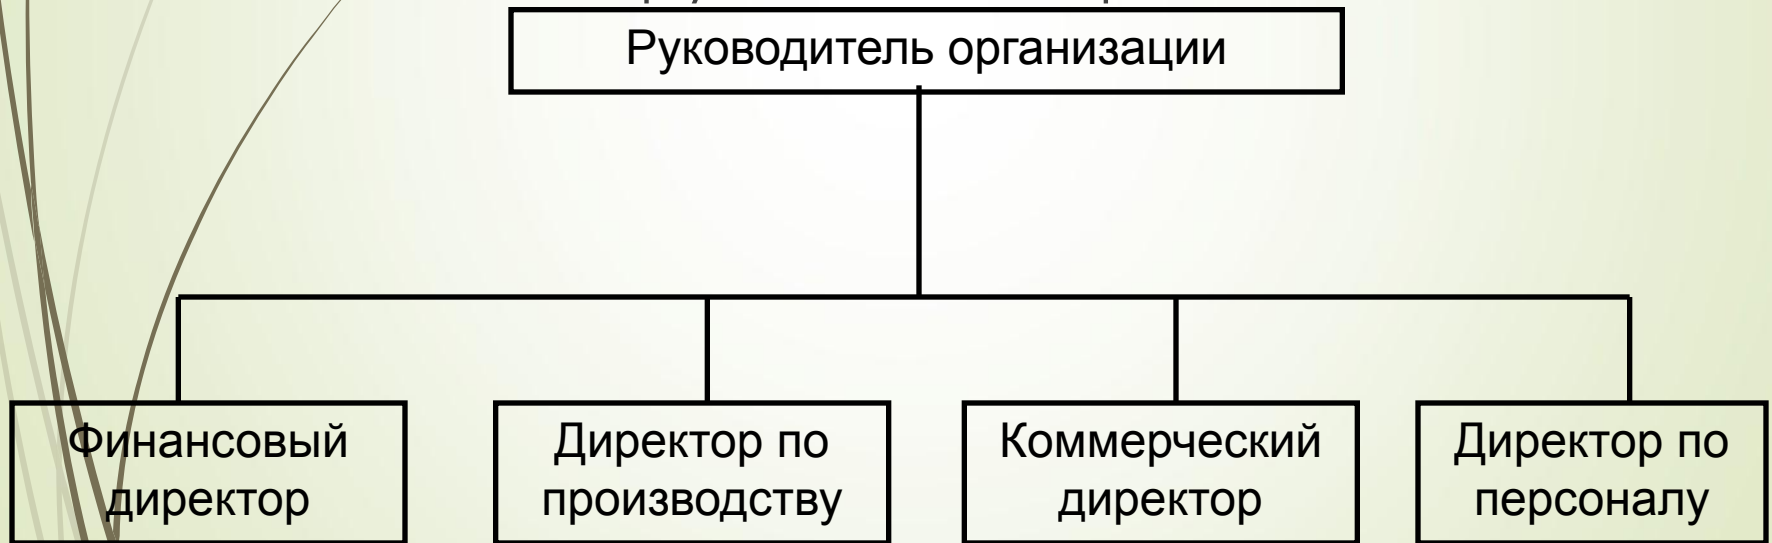 Руководитель организации
Финансовый
директор
Директор по
производству
Коммерческий
директор
Директор по
персоналу